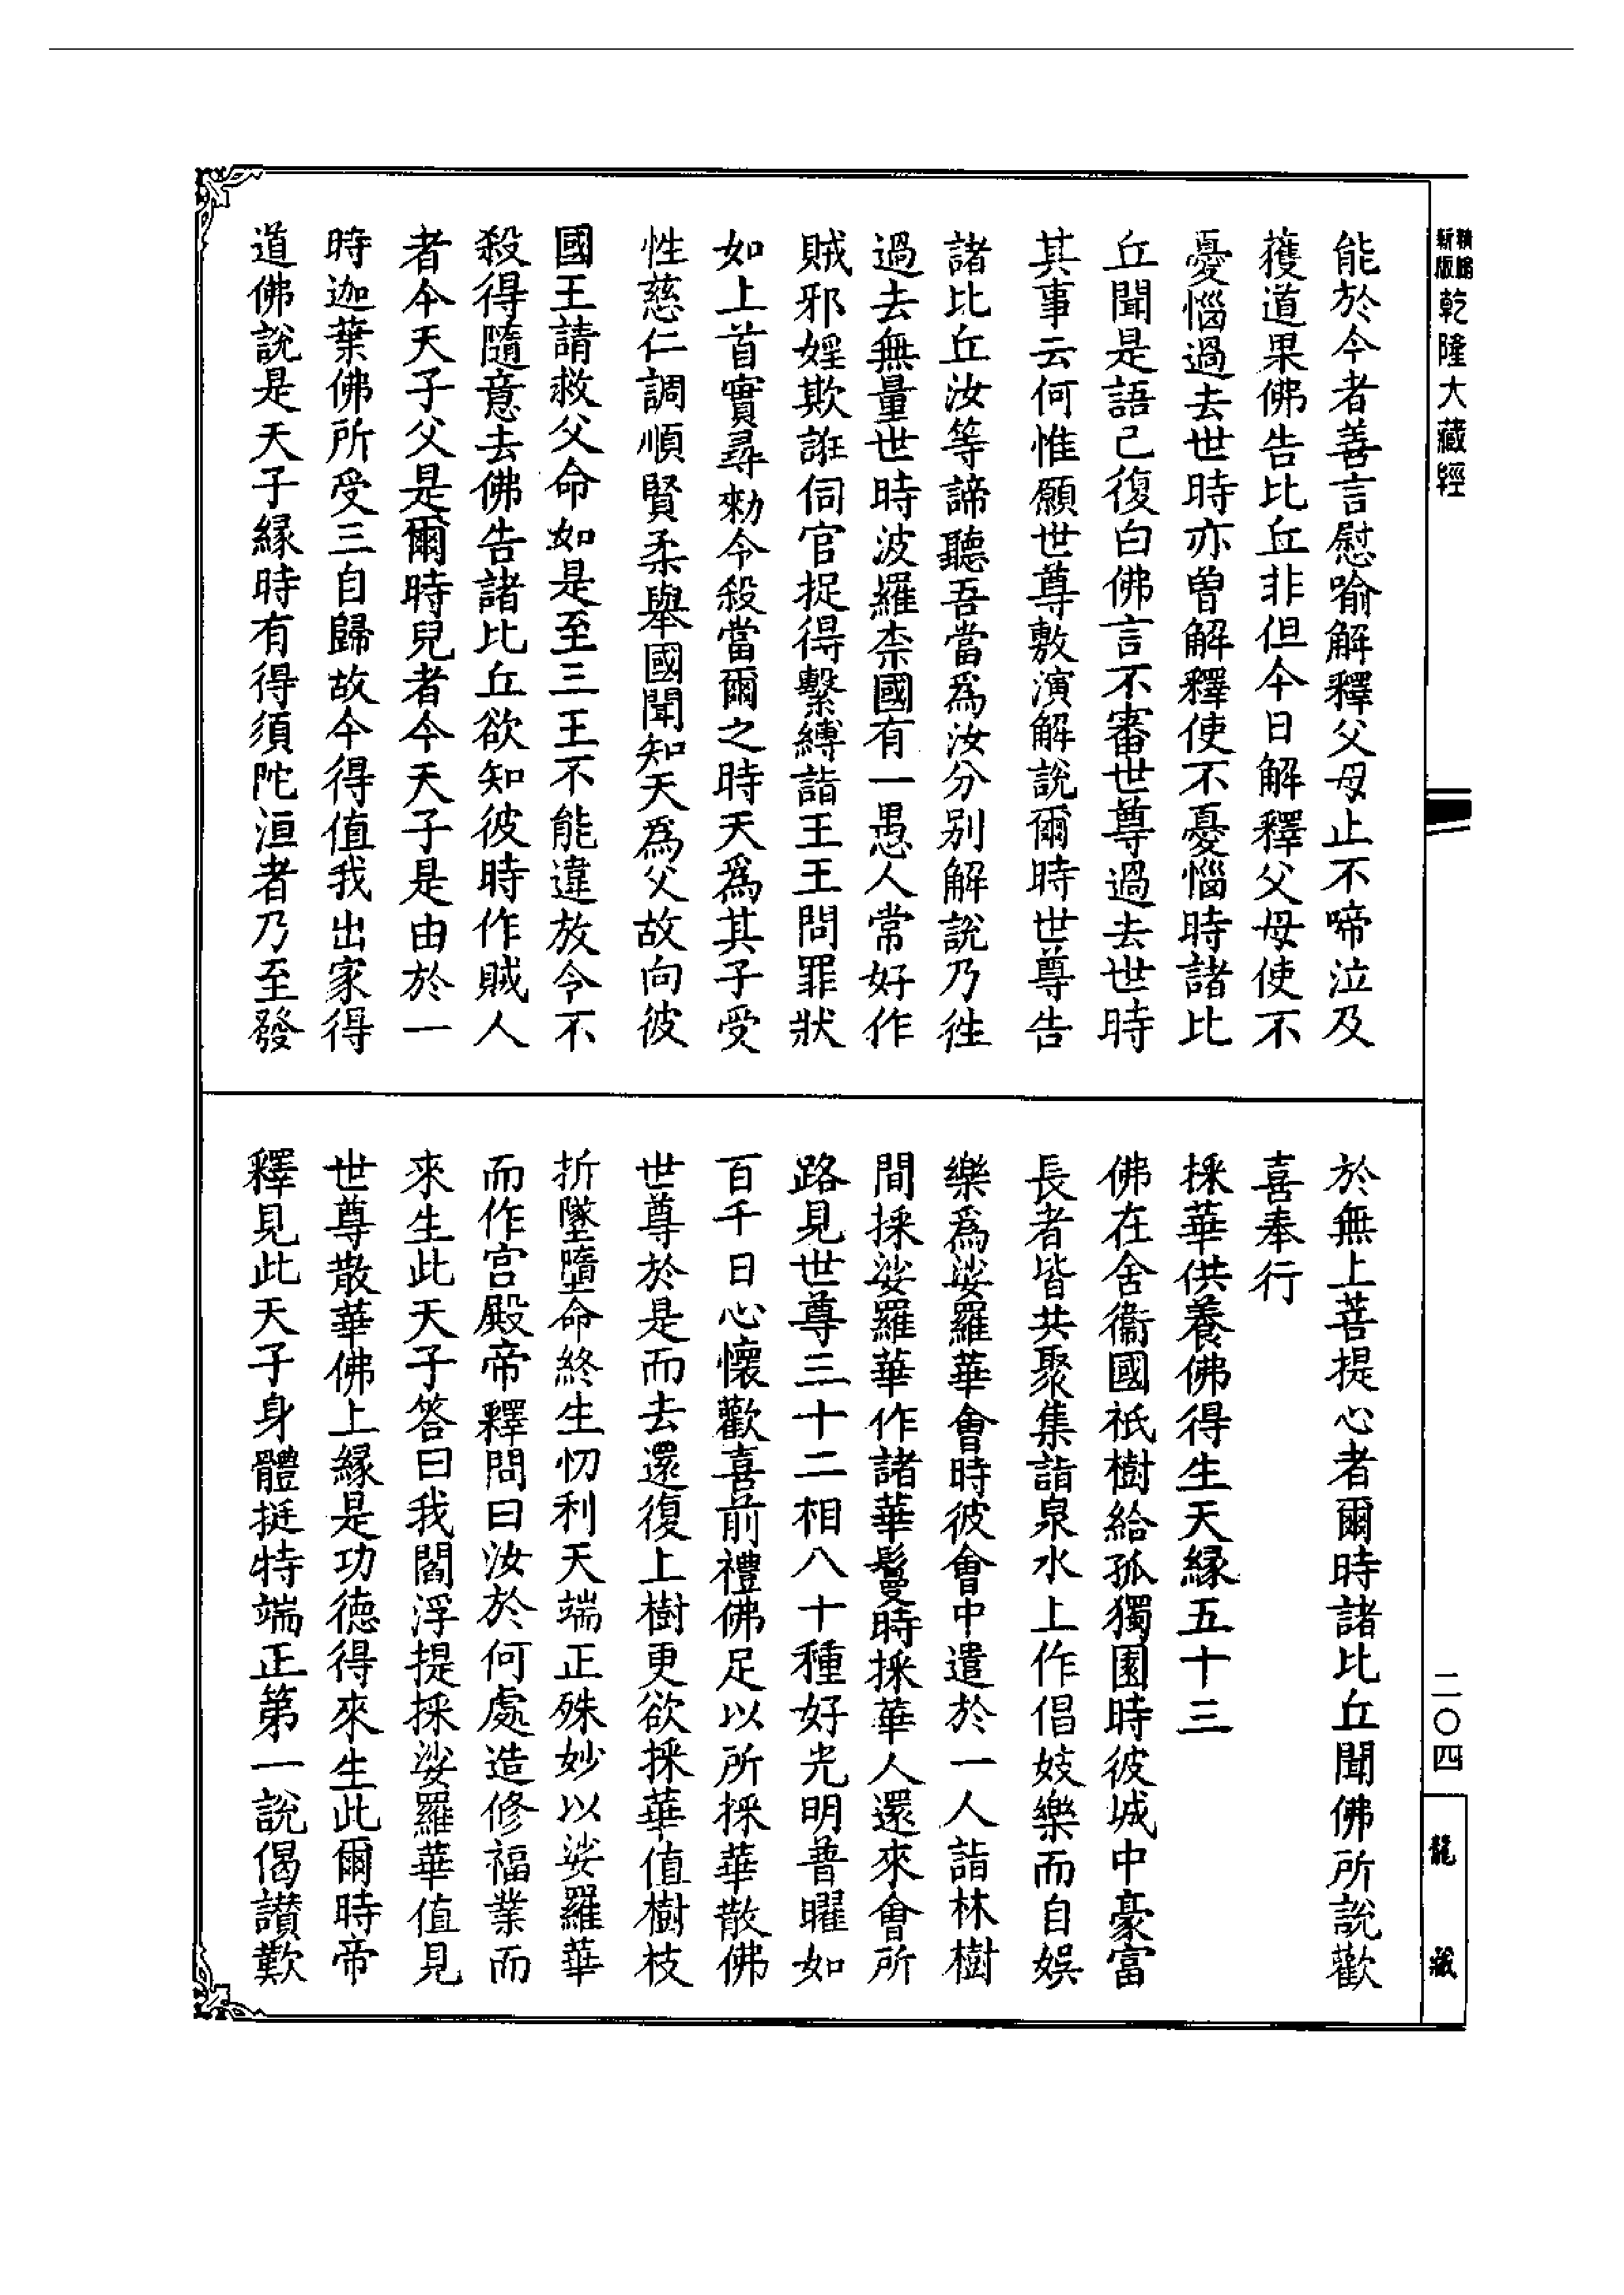 精編新版乾隆大藏經
能於今者善言慰喻解釋父母止不啼泣及
獲道果佛告比丘非但今日解釋父母使不
憂惱過去世時亦曾解釋使不憂惱時諸比
丘聞是語已復白佛言不審世尊過去世時
其事云何惟願世尊敷演解說爾時世尊告
諸比丘汝等諦聽吾當為汝分別解說乃徃
過去無量世時波羅柰國有一愚人常好作
賊邪婬欺誑伺官捉得繫縛詣王王問罪狀
如上首實尋勑令殺當爾之時天為其子受
性慈仁調順賢柔舉國聞知天為父故向彼
國王請救父命如是至三王不能違放令不
殺得隨意去佛告諸比丘欲知彼時作賊人
者今天子父是爾時兒者今天子是由於一
時迦葉佛所受三自歸故今得值我出家得
道佛說是天子緣時有得須陀洹者乃至發
於無上菩提心者爾時諸比丘聞佛所說歡
喜奉行
採華供養佛得生天緣五十三
佛在舍衞國祇樹給孤獨園時彼城中豪富
長者皆共聚集詣泉水上作倡妓樂而自娛
樂為娑羅華會時彼會中遣於一人詣林樹
間採娑羅華作諸華鬘時採華人還來會所
路見世尊三十二相八十種好光明普曜如
百千日心懷歡喜前禮佛足以所採華散佛
世尊於是而去還復上樹更欲採華值樹枝
折墜墮命終生忉利天端正殊妙以娑羅華
而作宮殿帝釋問曰汝於何處造修福業而
來生此天子答曰我閻浮提採娑羅華值見
世尊散華佛上緣是功德得來生此爾時帝
釋見此天子身體挺特端正第一說偈讃歎
二〇四
龍藏